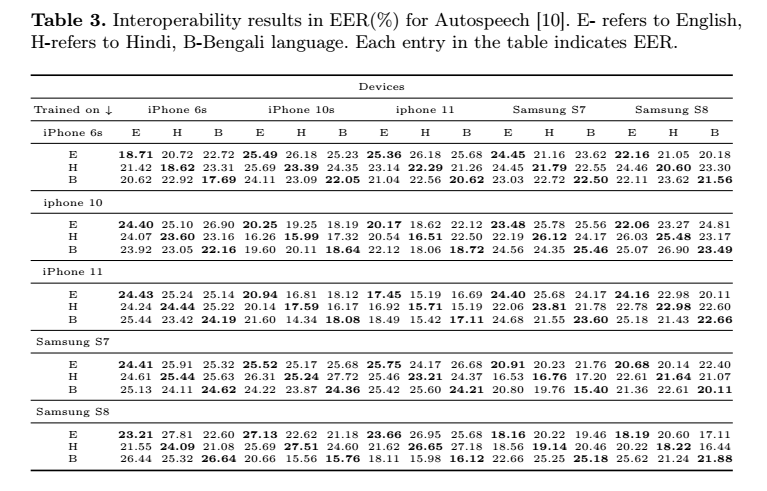 Table 3. Interoperability results in EER(%) for Autospeech [10]. E- refers to English,
H-refers to Hindi, B-Bengali language. Each entry in the table indicates EER.
Devices
Trained on ↓ iPhone 6s iPhone 10s iphone 11 Samsung S7 Samsung S8
iPhone 6s E H B E H B E H B E H B E H B
E 18.71 20.72 22.72 25.49 26.18 25.23 25.36 26.18 25.68 24.45 21.16 23.62 22.16 21.05 20.18
H 21.42 18.62 23.31 25.69 23.39 24.35 23.14 22.29 21.26 24.45 21.79 22.55 24.46 20.60 23.30
B 20.62 22.92 17.69 24.11 23.09 22.05 21.04 22.56 20.62 23.03 22.72 22.50 22.11 23.62 21.56
iphone 10
E 24.40 25.10 26.90 20.25 19.25 18.19 20.17 18.62 22.12 23.48 25.78 25.56 22.06 23.27 24.81
H 24.07 23.60 23.16 16.26 15.99 17.32 20.54 16.51 22.50 22.19 26.12 24.17 26.03 25.48 23.17
B 23.92 23.05 22.16 19.60 20.11 18.64 22.12 18.06 18.72 24.56 24.35 25.46 25.07 26.90 23.49
iPhone 11
E 24.43 25.24 25.14 20.94 16.81 18.12 17.45 15.19 16.69 24.40 25.68 24.17 24.16 22.98 20.11
H 24.24 24.44 25.22 20.14 17.59 16.17 16.92 15.71 15.19 22.06 23.81 21.78 22.78 22.98 22.60
B 25.44 23.42 24.19 21.60 14.34 18.08 18.49 15.42 17.11 24.68 21.55 23.60 25.18 21.43 22.66
Samsung S7
E 24.41 25.91 25.32 25.52 25.17 25.68 25.75 24.17 26.68 20.91 20.23 21.76 20.68 20.14 22.40
H 24.61 25.44 25.63 26.31 25.24 27.72 25.46 23.21 24.37 16.53 16.76 17.20 22.61 21.64 21.07
B 25.13 24.11 24.62 24.22 23.87 24.36 25.42 25.60 24.21 20.80 19.76 15.40 21.36 22.61 20.11
Samsung S8
E 23.21 27.81 22.60 27.13 22.62 21.18 23.66 26.95 25.68 18.16 20.22 19.46 18.19 20.60 17.11
H 21.55 24.09 21.08 25.69 27.51 24.60 21.62 26.65 27.18 18.56 19.14 20.46 20.22 18.22 16.44
B 26.44 25.32 26.64 20.66 15.56 15.76 18.11 15.98 16.12 22.66 25.25 25.18 25.62 21.24 21.88